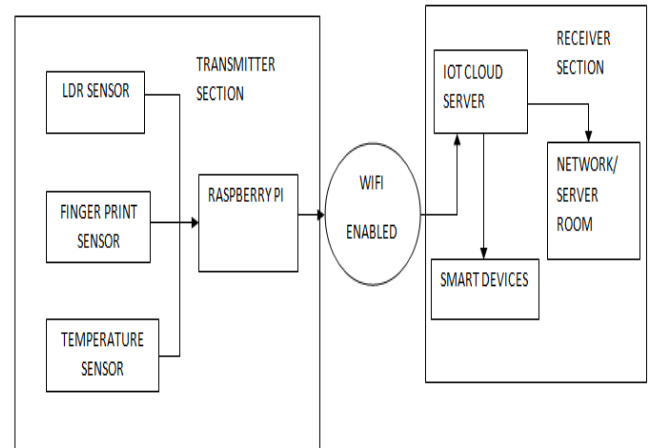 TRANSMITTER
SECTION
LDR SENSOR
FINGER PRINT
SENSOR
TEMPERATURE
SENSOR
RASPBERRY PI
WIFI
ENABLED
RECEIVER
SECTION
IOT CLOUD
SERVER
NETWORK/
SERVER
ROOM
SMART DEVICES